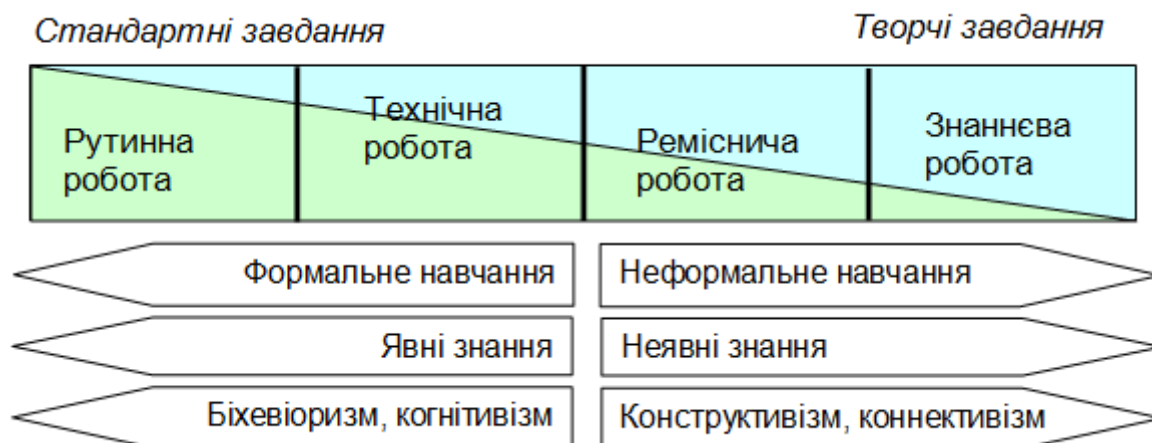 Стандартні завдання
Творчі завдання
Рутинна
робота
Технічна
робота
Реміснича
робота
Знаннєва
робота
Формальне навчання
Неформальне навчання
Явні знання
Неявні знання
Біхевіоризм, когнітивізм
Конструктивізм, коннективізм